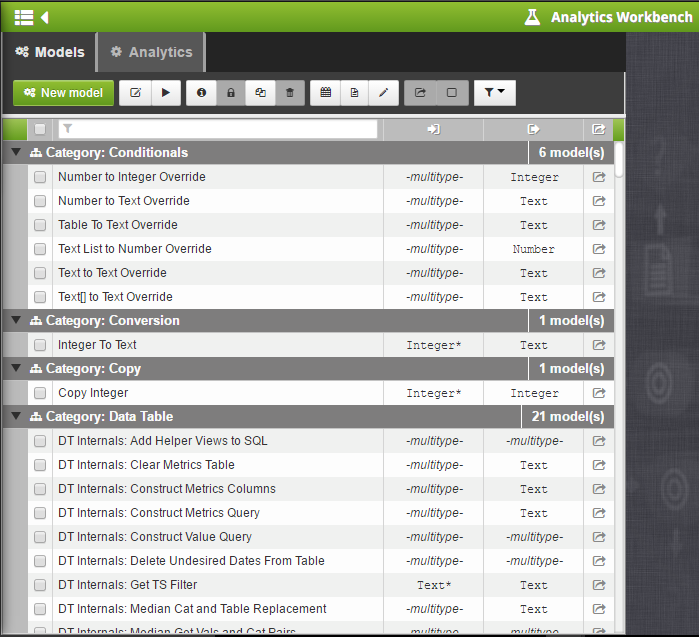 Analytics Workbench
Models Analytics
New model
Category: Conditionals 6 model(s)
Number to Integer Override -multitype- Integer
Number to Text Override -multitype- Text
Table To Text Override -multitype- Text
Text List to Number Override -multitype- Number
Text to Text Override -multitype- Text
Text[] to Text Override -multitype- Text
Category: Conversion 1 model(s)
Integer To Text Integer* Text
Category: Copy 1 model(s)
Copy Integer Integer* Integer
Category: Data Table 21 model(s)
DT Internals: Add Helper Views to SQL -multitype- -multitype-
DT Internals: Clear Metrics Table -multitype- Text
DT Internals: Construct Metrics Columns -multitype- Text
DT Internals: Construct Metrics Query -multitype- Text
DT Internals: Construct Value Query -multitype- -multitype-
DT Internals: Delete Undesired Dates From Table -multitype- -multitype-
DT Internals: Get TS Filter Text* Text
DT Internals: Median Cat and Table Replacement -multitype- Text
DT Internals: Median Get Vals and Cat Pairs -multitype- -multitype-